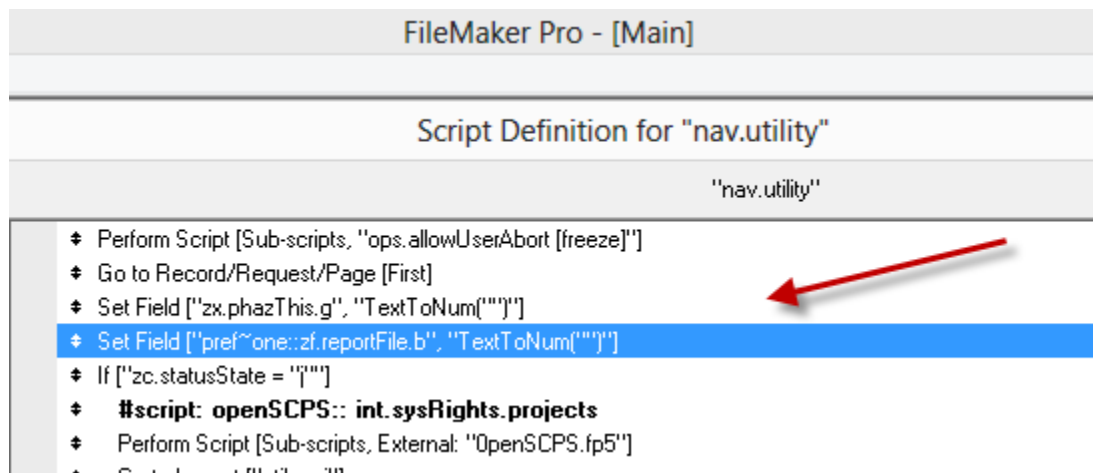 FileMaker Pro - [Main]
Script Definition for "nav.utility"
"nav.utility"
Perform Script [Sub-scripts, "ops.allowUserAbort [freeze]"]
Go to Record/Request/Page [First]
Set Field ["zx.phazThis.g", "TextToNum("")"]
Set Field ["pref~one::zf.reportFile.b", "TextToNum("")"]
If ["zc.statusState = "j""]
#script: openSCPS:: int.sysRights.projects
Perform Script [Sub-scripts, External: "OpenSCPS.fp5"]